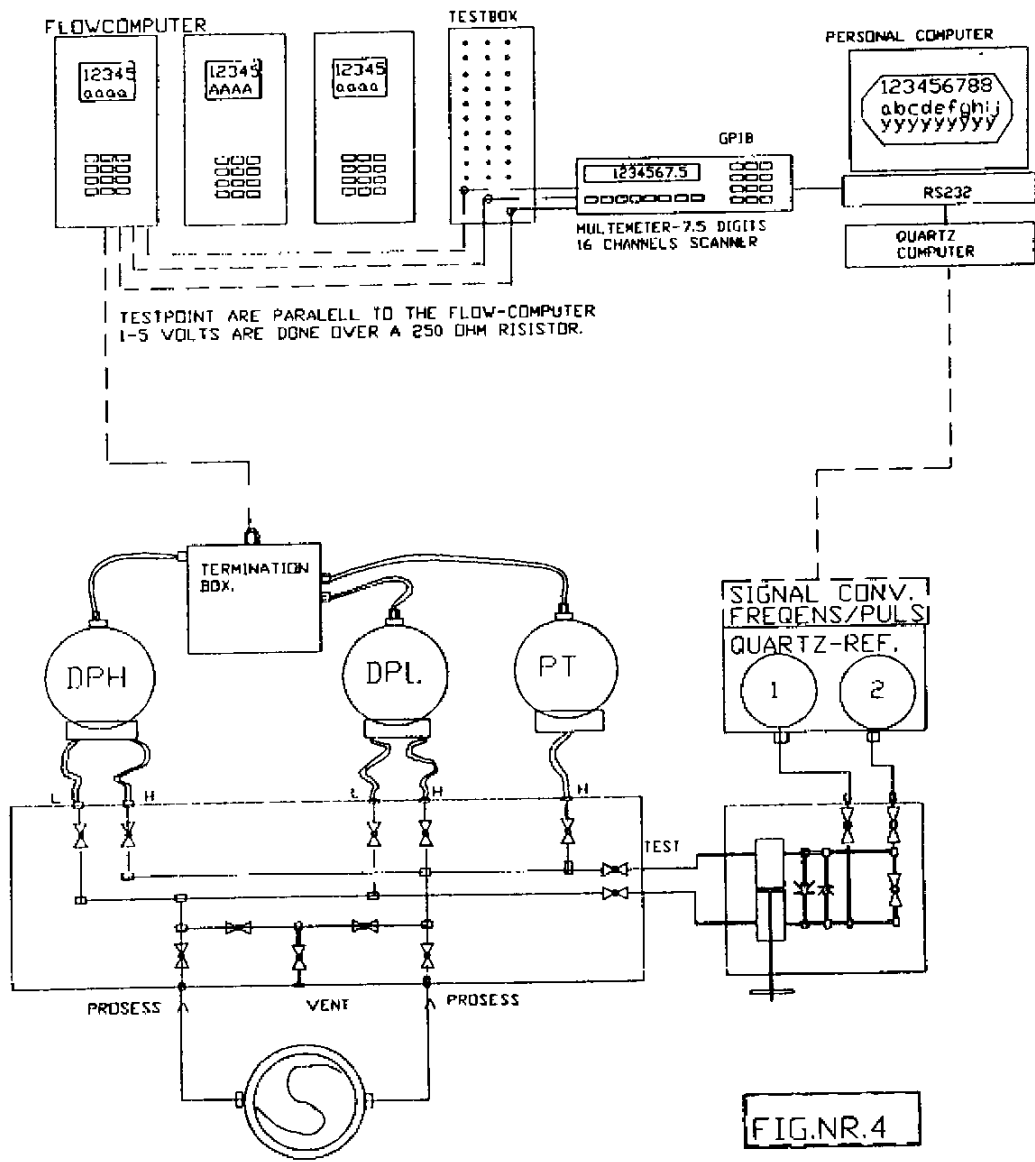 FLOWCOMPUTER
TESTBOX
PERSONAL COMPUTER
12345
aaaa
12345
AAAA
12345
aaaa
123456788
abcdefghij
yyyyyyyyy
GPIB
1234567.5
RS232
MULTEMETER-7.5 DIGITS
16 CHANNELS SCANNER
QUARTZ
COMPUTER
TESTPOINT ARE PARALELL TO THE FLOW-COMPUTER
1-5 VOLTS ARE DONE OVER A 250 OHM RISISTOR.
TERMINATION
BOX.
SIGNAL CONV.
FREQENS/PULS
QUARTZ-REF.
DPH
DPL
PT
1
2
L
H
L
H
H
TEST
PROSESS
VENT
PROSESS
FIG.NR.4